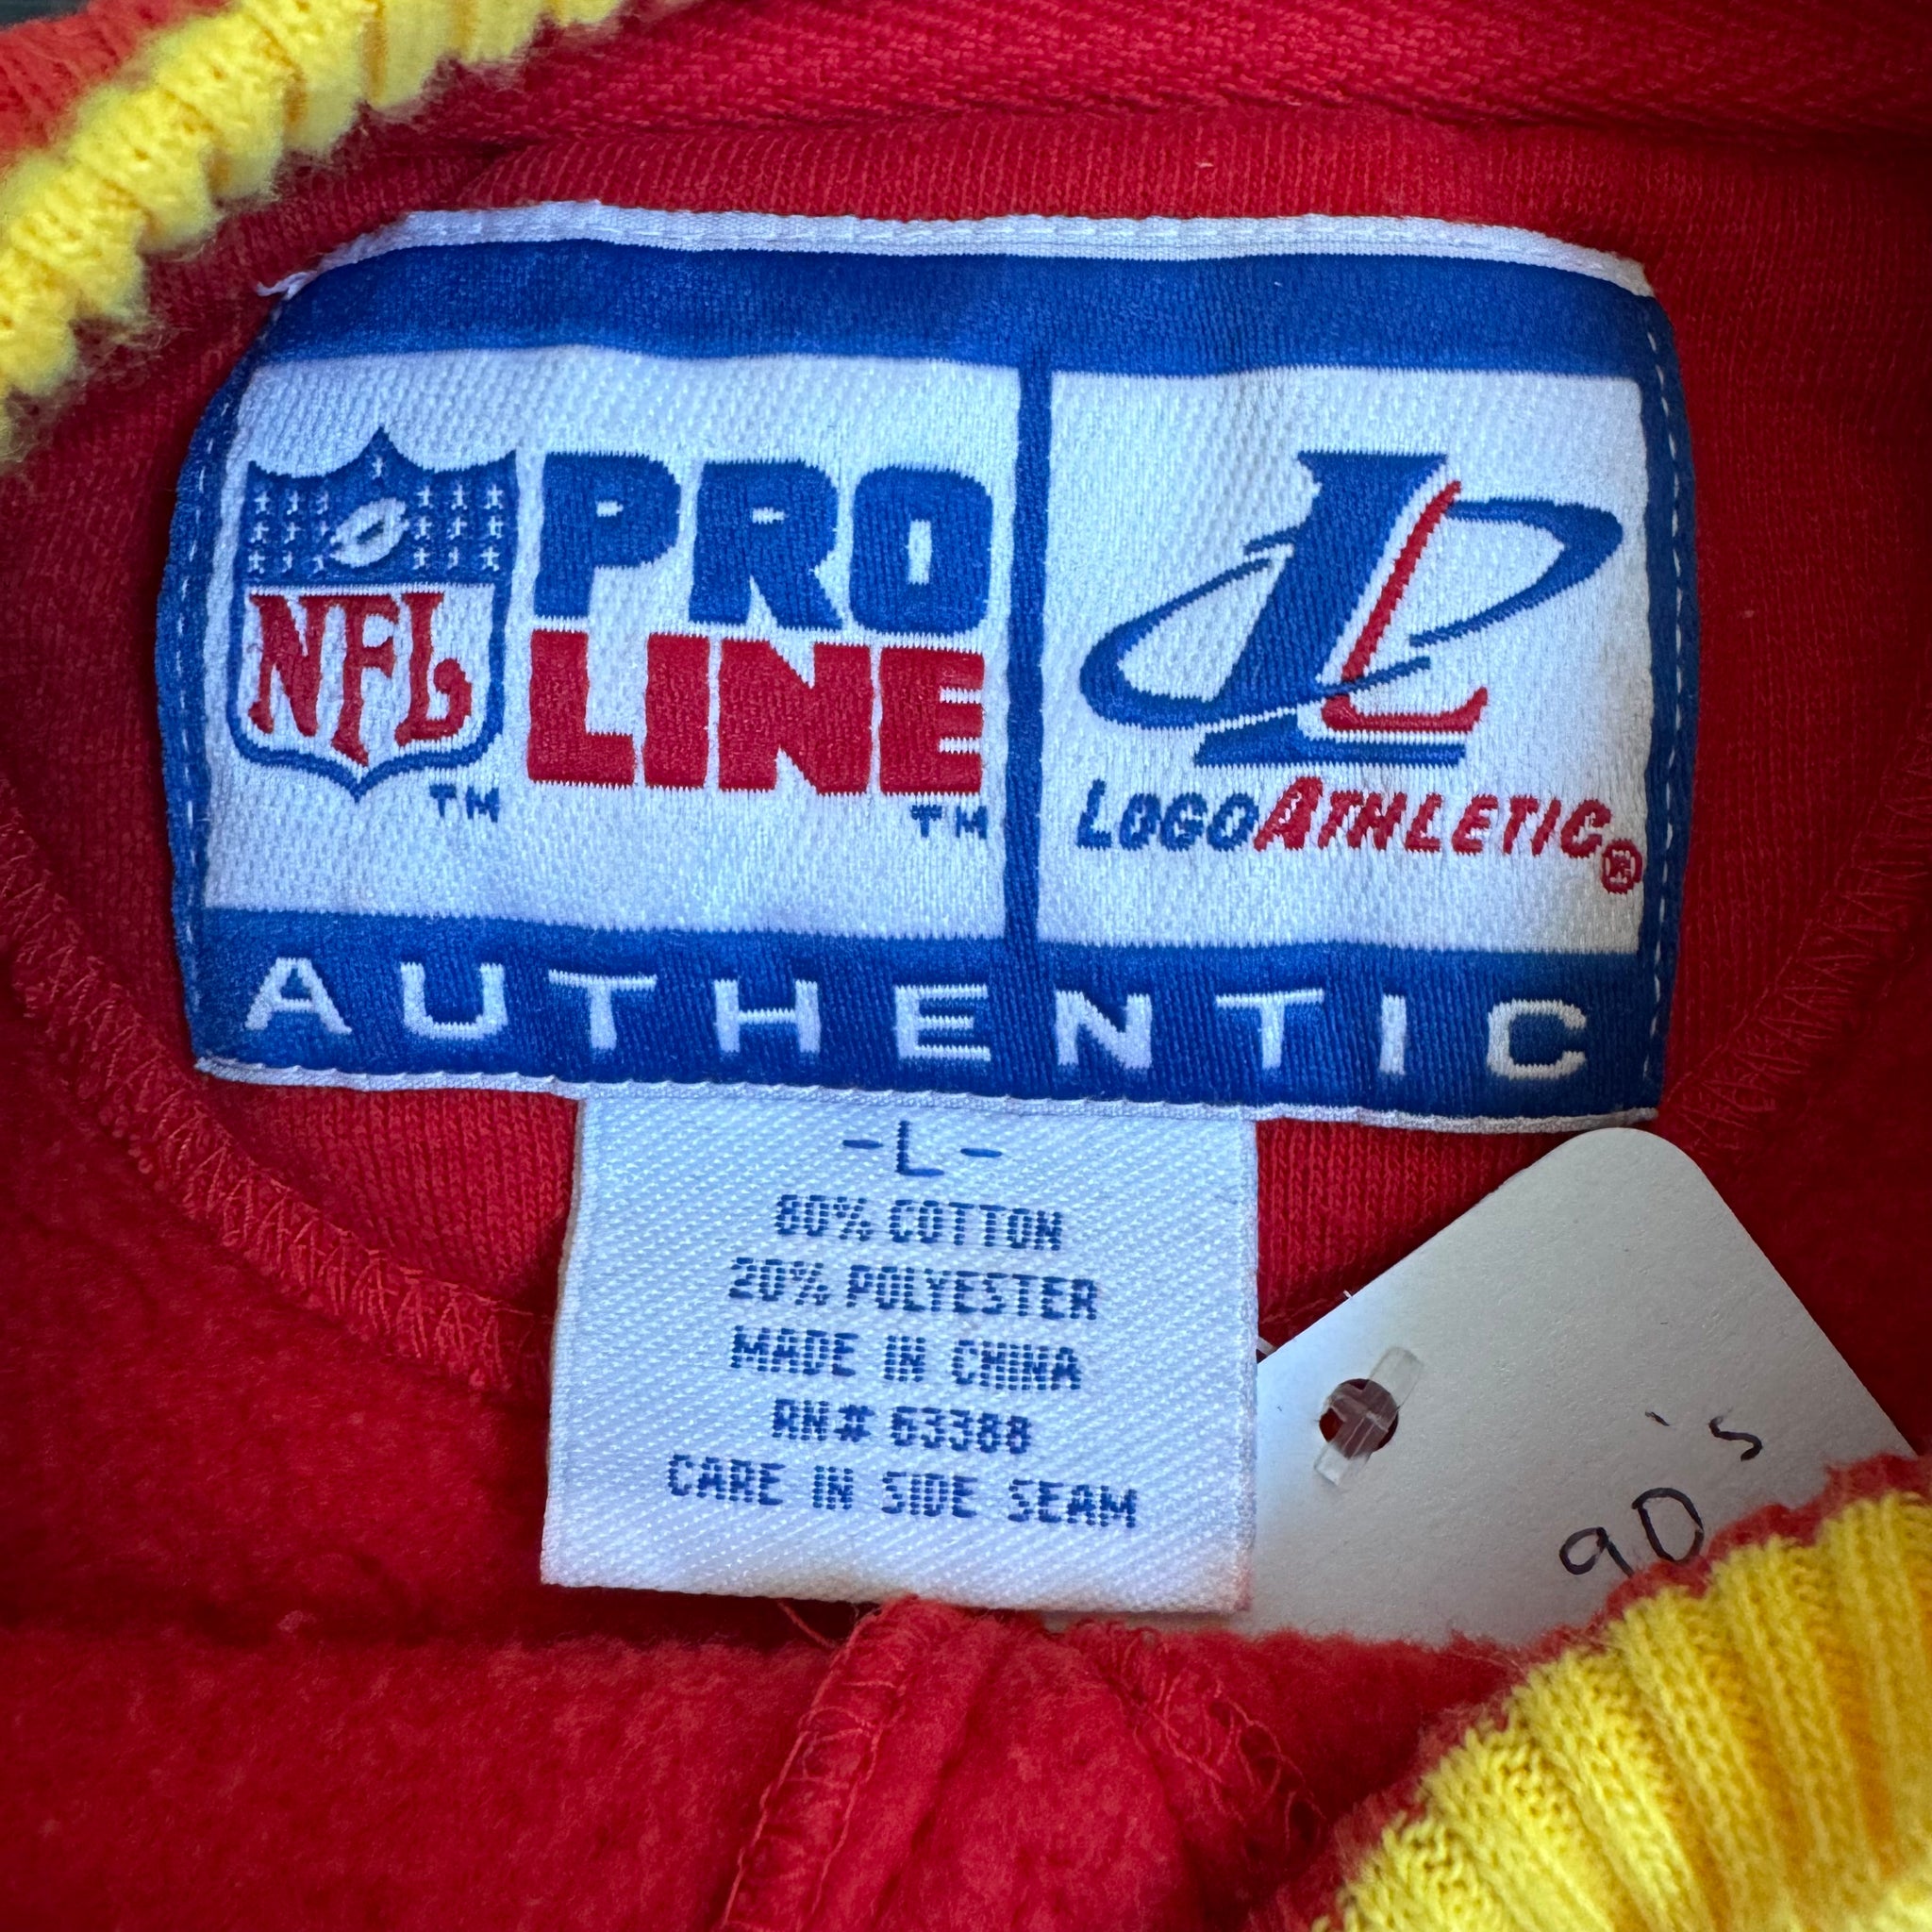 NFL
TM
PRO
LINE
TM
L
LOGOATHLETIC®
AUTHENTIC
-L-
80% COTTON
20% POLYESTER
MADE IN CHINA
RN# 63388
CARE IN SIDE SEAM
90's